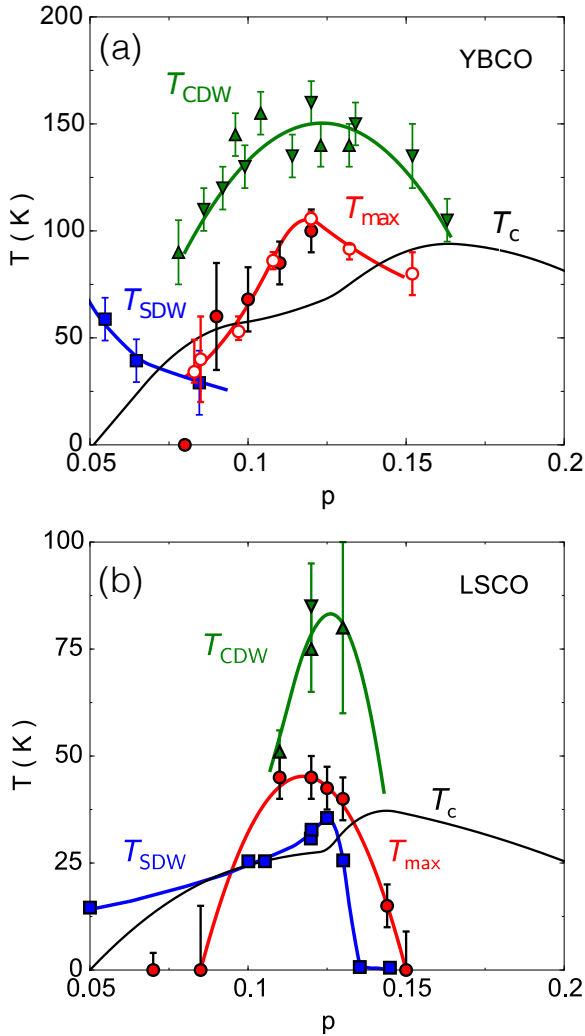 (a)
YBCO
200
150
100
50
0
T ( K )
T_CDW
T_max
T_c
T_SDW
0.05
0.1
0.15
0.2
p
(b)
LSCO
100
75
50
25
0
T ( K )
T_CDW
T_c
T_SDW
T_max
0.05
0.1
0.15
0.2
p